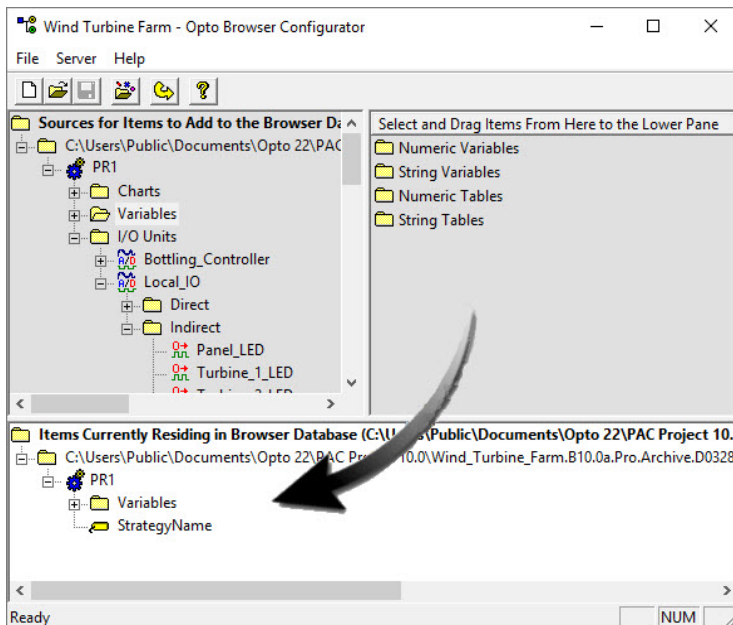 Wind Turbine Farm - Opto Browser Configurator
File Server Help
Sources for Items to Add to the Browser Da
C:\Users\Public\Documents\Opto 22\PAC
PR1
Charts
Variables
I/O Units
Bottling_Controller
Local_IO
Direct
Indirect
Panel_LED
Turbine_1_LED
Select and Drag Items From Here to the Lower Pane
Numeric Variables
String Variables
Numeric Tables
String Tables
Items Currently Residing in Browser Database (C:\Users\Public\Documents\Opto 22\PAC Project 10.
C:\Users\Public\Documents\Opto 22\PAC Project 10.0\Wind_Turbine_Farm.B10.0a.Pro.Archive.D0328
PR1
Variables
StrategyName
Ready
NUM